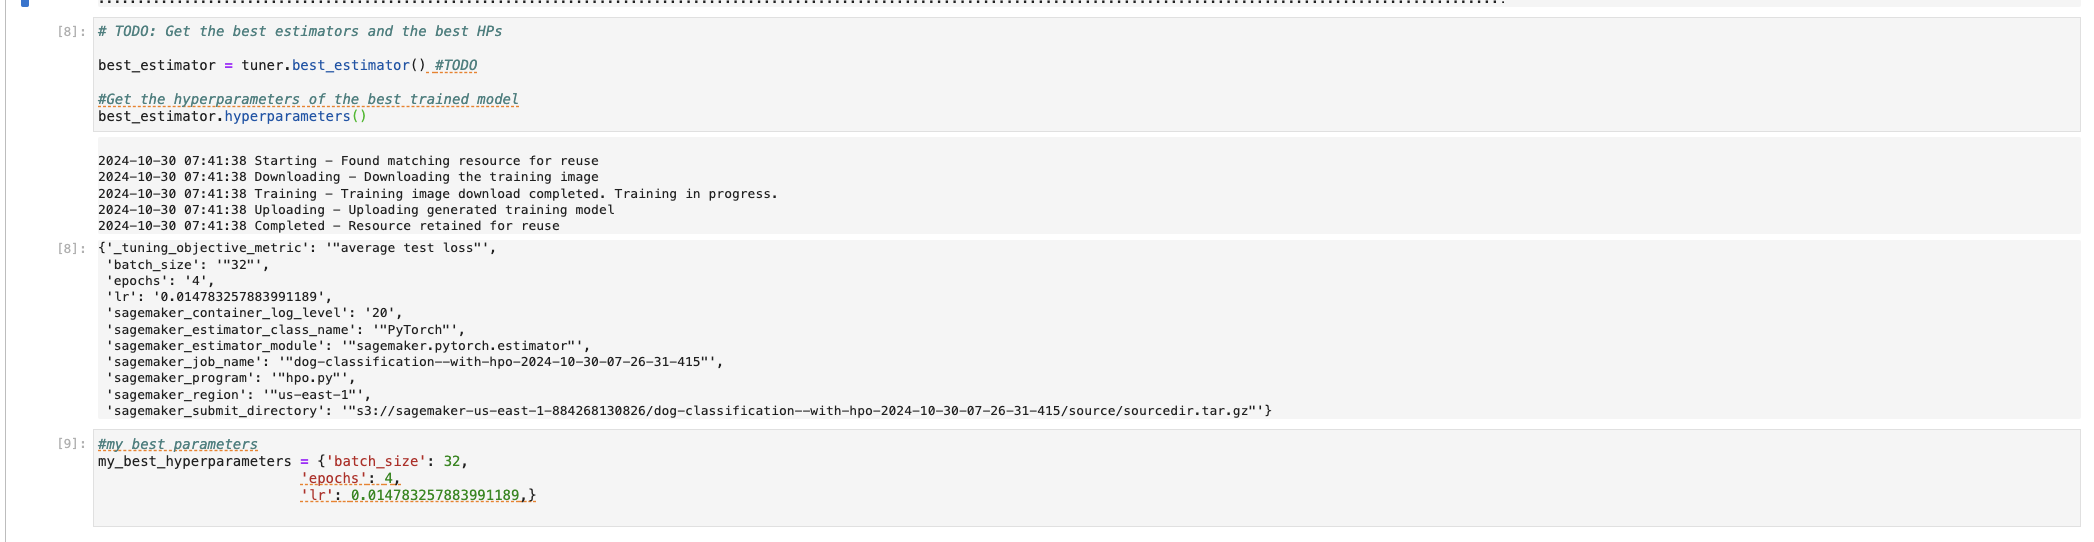 [8]: # TODO: Get the best estimators and the best HPs
best_estimator = tuner.best_estimator() #TODO
#Get the hyperparameters of the best trained model
best_estimator.hyperparameters()
2024-10-30 07:41:38 Starting - Found matching resource for reuse
2024-10-30 07:41:38 Downloading - Downloading the training image
2024-10-30 07:41:38 Training - Training image download completed. Training in progress.
2024-10-30 07:41:38 Uploading - Uploading generated training model
2024-10-30 07:41:38 Completed - Resource retained for reuse
[8]: {'_tuning_objective_metric': '"average test loss"',
'batch_size': '"32"',
'epochs': '4',
'lr': '0.014783257883991189',
'sagemaker_container_log_level': '20',
'sagemaker_estimator_class_name': '"PyTorch"',
'sagemaker_estimator_module': '"sagemaker.pytorch.estimator"',
'sagemaker_job_name': '"dog-classification--with-hpo-2024-10-30-07-26-31-415"',
'sagemaker_program': '"hpo.py"',
'sagemaker_region': '"us-east-1"',
'sagemaker_submit_directory': '"s3://sagemaker-us-east-1-884268130826/dog-classification--with-hpo-2024-10-30-07-26-31-415/source/sourcedir.tar.gz"'}
[9]: #my best parameters
my_best_hyperparameters = {'batch_size': 32,
'epochs': 4,
'lr': 0.014783257883991189,}